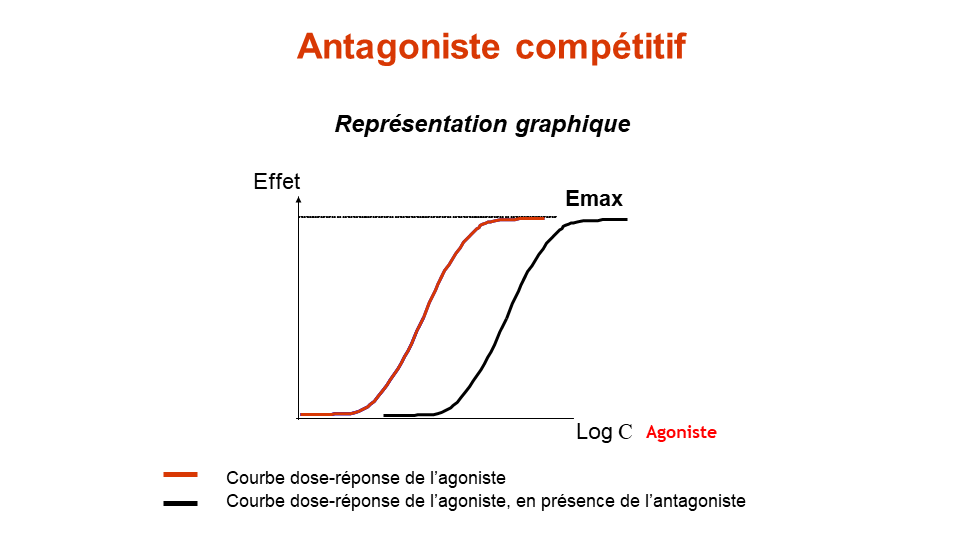 Antagoniste compétitif
Représentation graphique
Effet
Emax
Log C Agoniste
Courbe dose-réponse de l’agoniste
Courbe dose-réponse de l’agoniste, en présence de l’antagoniste